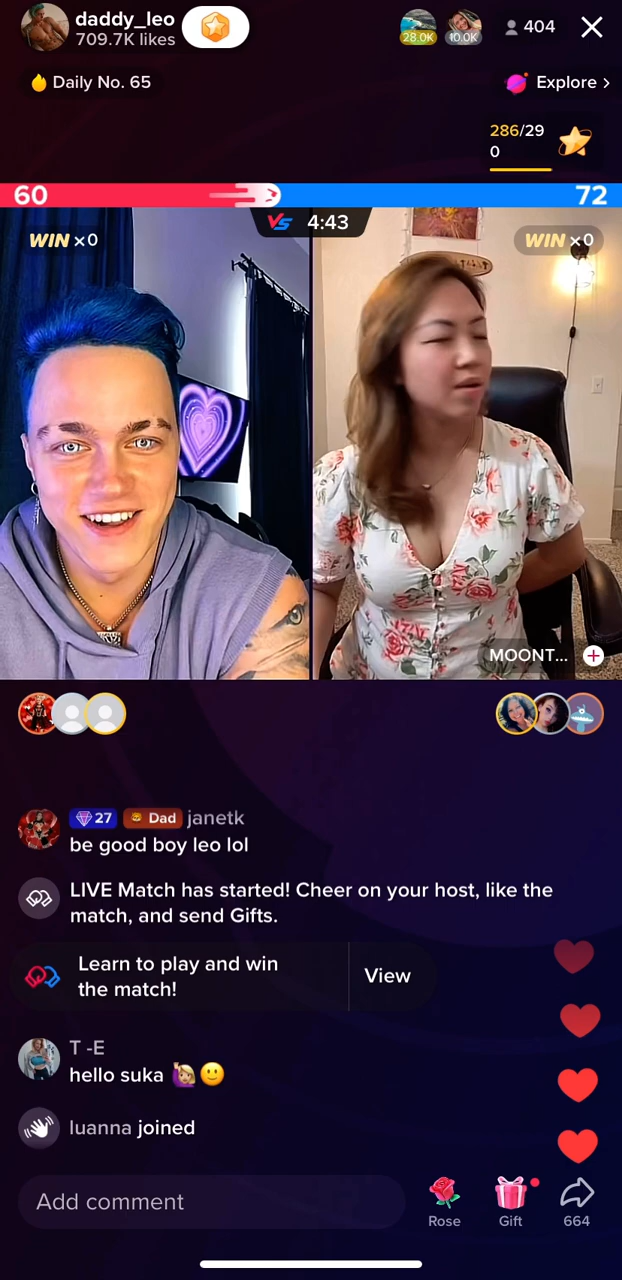 daddy_leo
709.7K likes
28.0K
10.0K
404
Daily No. 65
Explore >
286/29
0
60
72
VS 4:43
WIN x0
WIN x0
MOONT...
27 Dad janetk
be good boy leo lol
LIVE Match has started! Cheer on your host, like the
match, and send Gifts.
Learn to play and win
the match!
View
T -E
hello suka 🙋🏼‍♀️🙂
luanna joined
Add comment
Rose
Gift
664